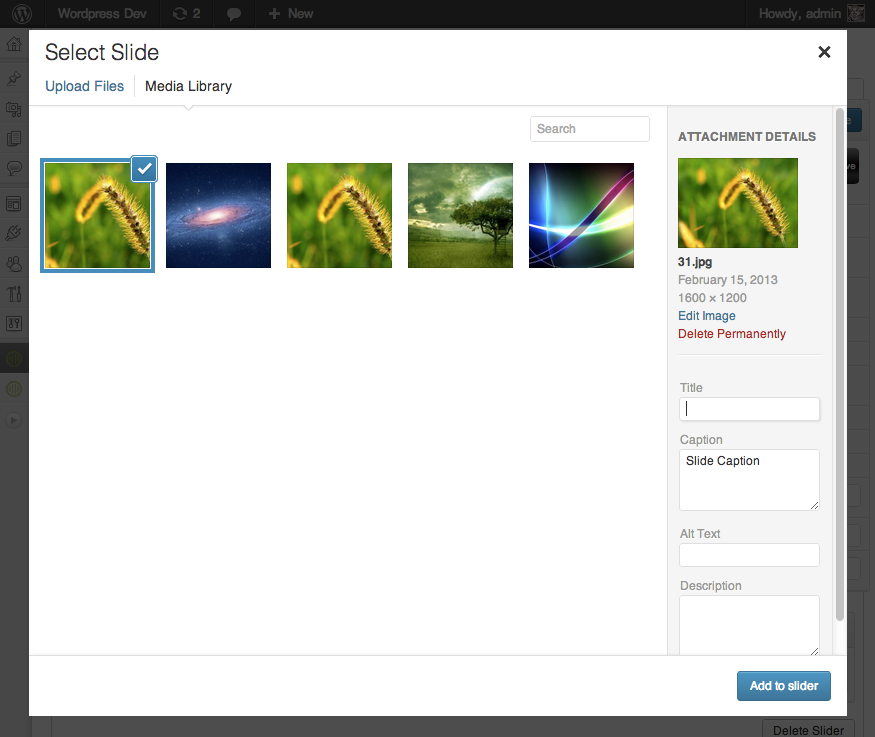 Wordpress Dev
2
New
Howdy, admin
Select Slide
Upload Files
Media Library
Search
ATTACHMENT DETAILS
31.jpg
February 15, 2013
1600 × 1200
Edit Image
Delete Permanently
Title
Caption
Slide Caption
Alt Text
Description
Add to slider
Delete Slider